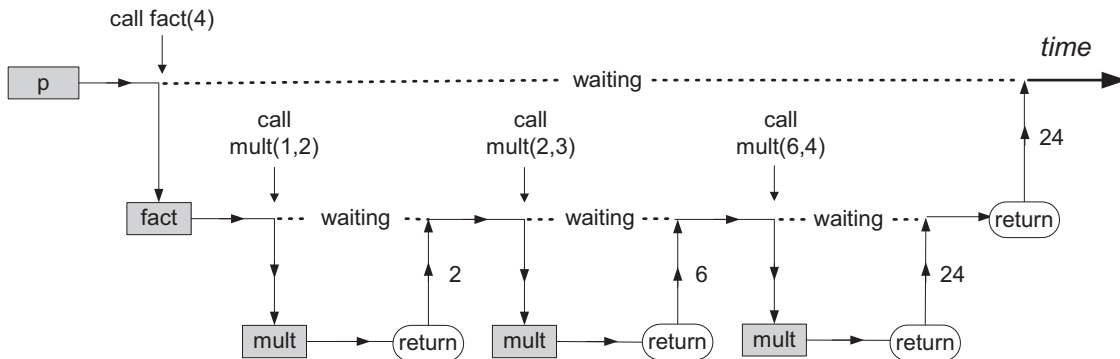 call fact(4)
time
p
waiting
call
mult(1,2)
call
mult(2,3)
call
mult(6,4)
24
fact
waiting
waiting
waiting
return
2
6
24
mult
return
mult
return
mult
return